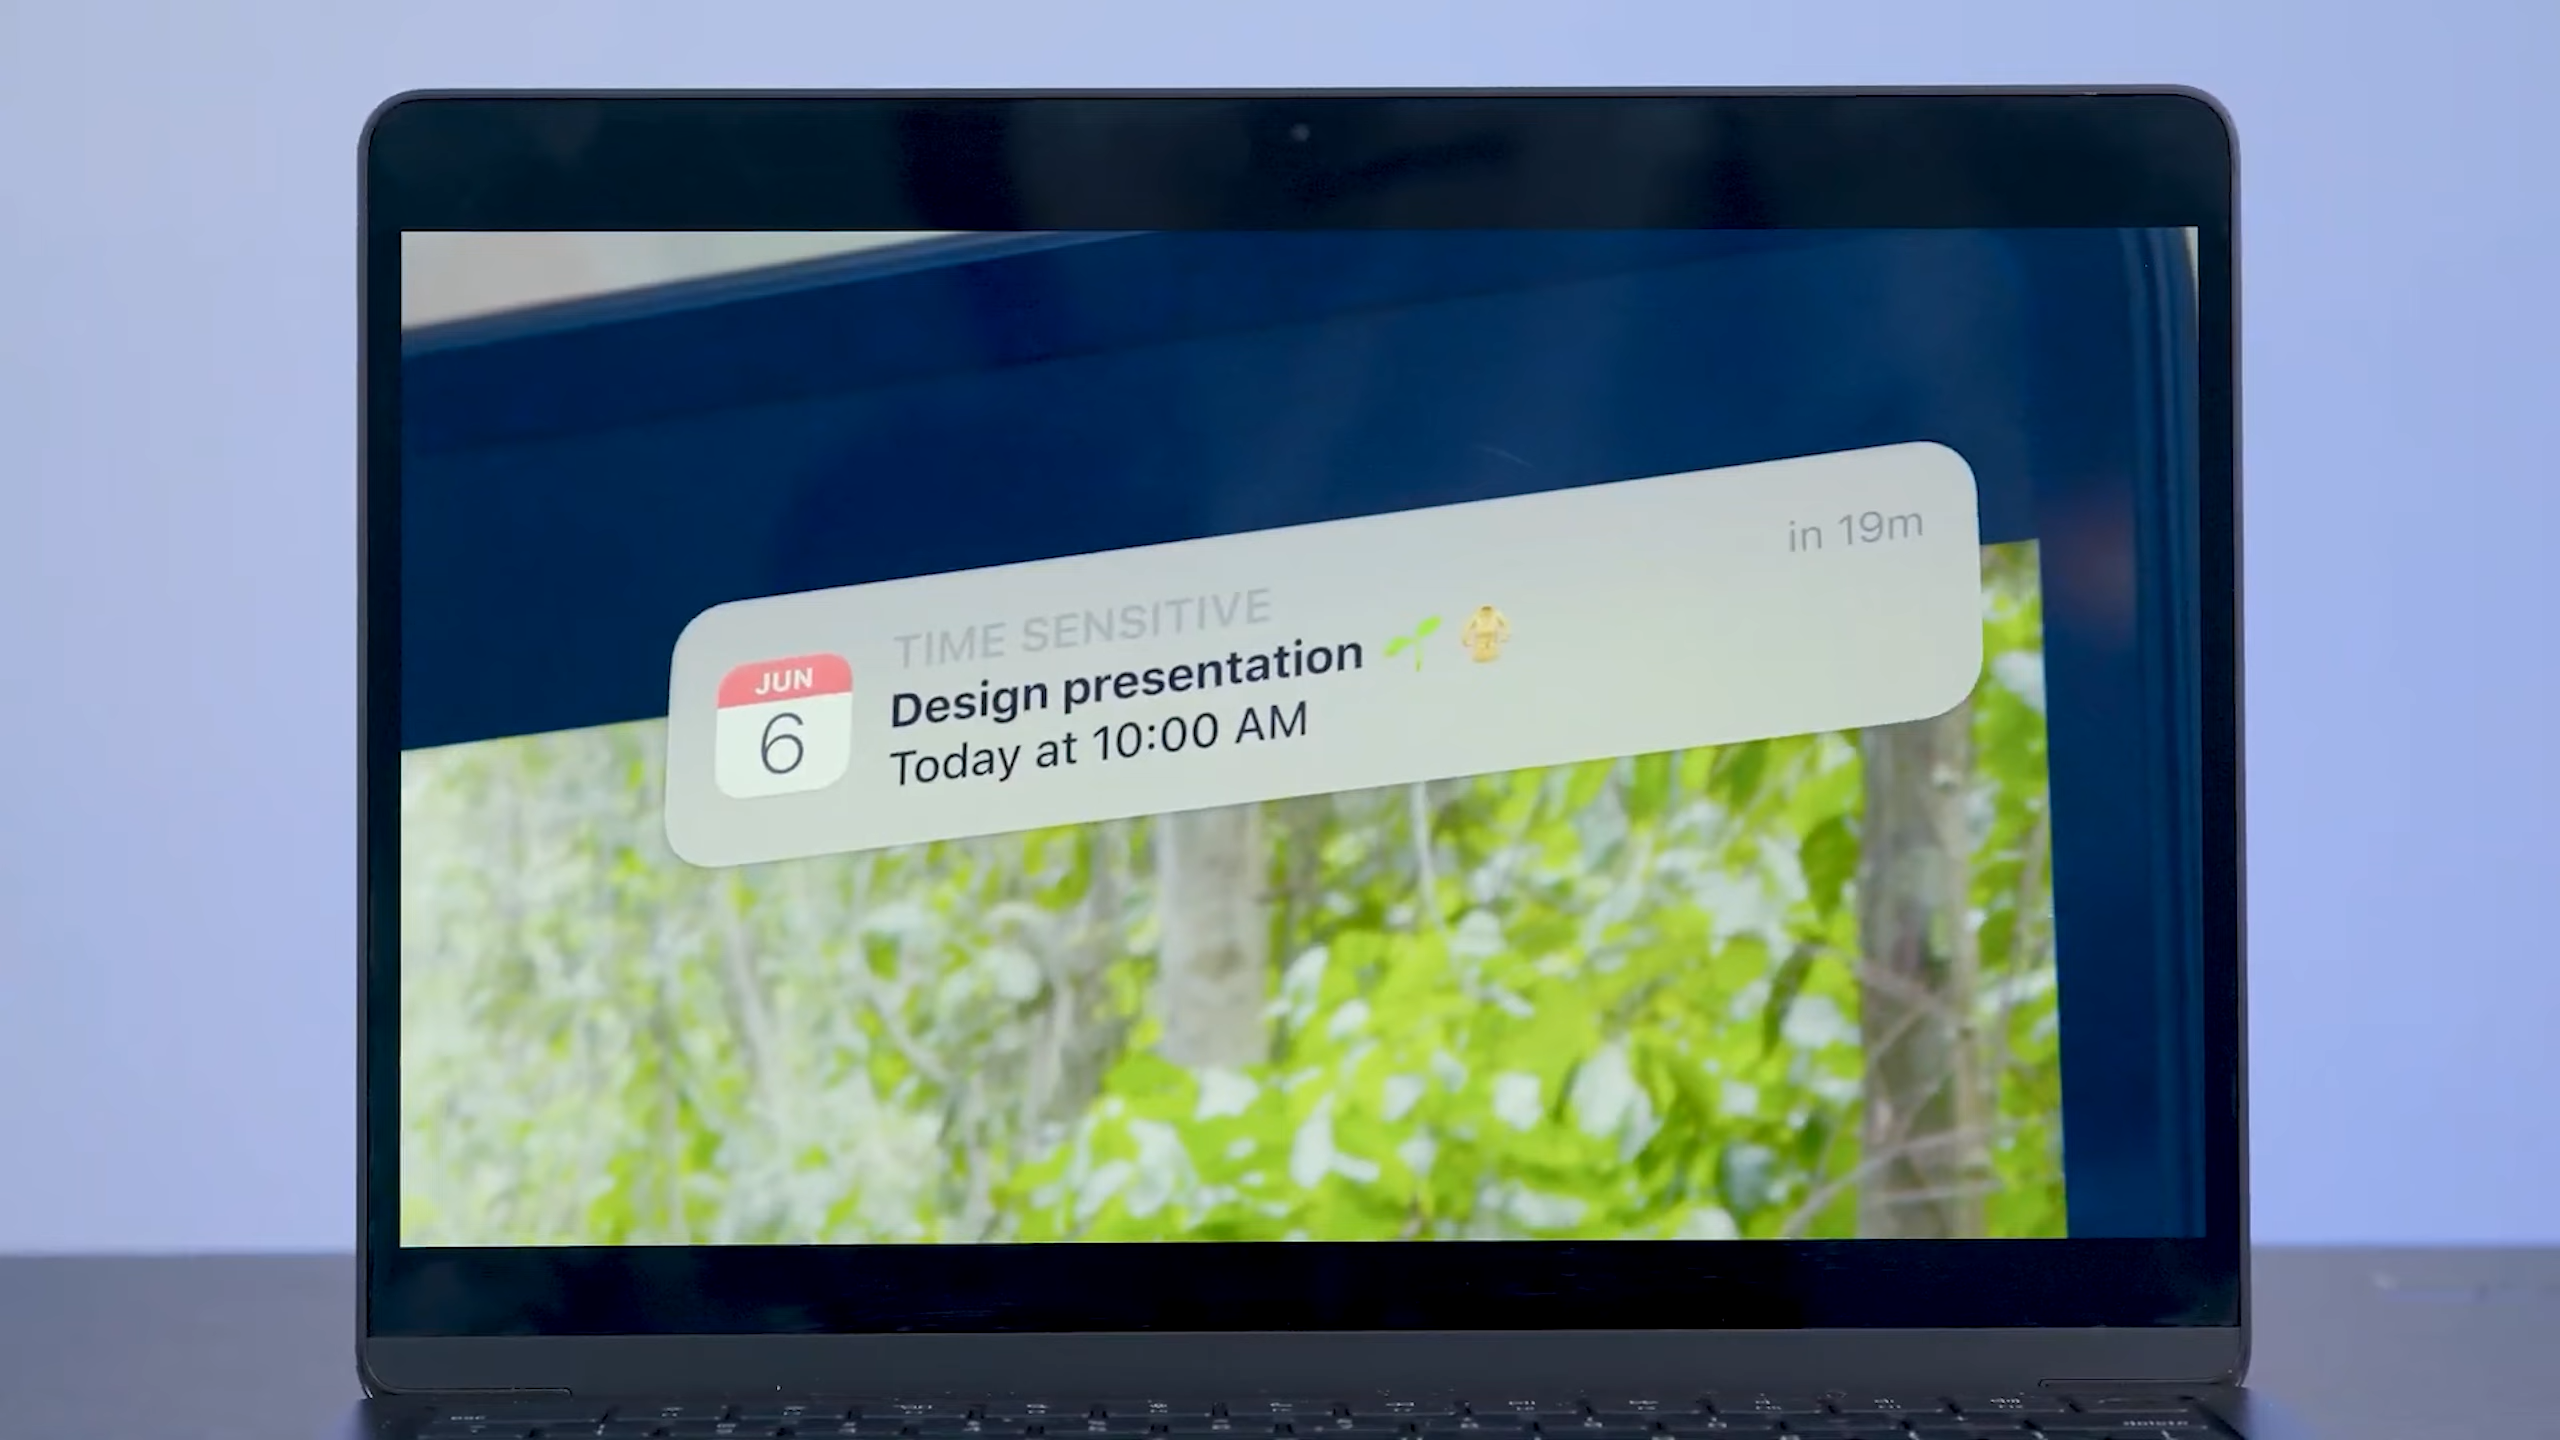 in 19m
TIME SENSITIVE
Design presentation 🌱
Today at 10:00 AM
JUN
6